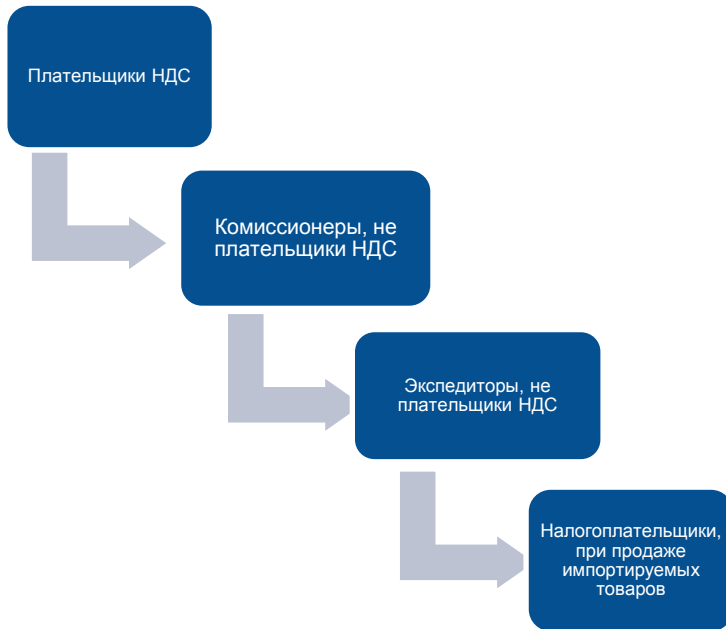 Плательщики НДС
Комиссионеры, не
плательщики НДС
Экспедиторы, не
плательщики НДС
Налогоплательщики,
при продаже
импортируемых
товаров